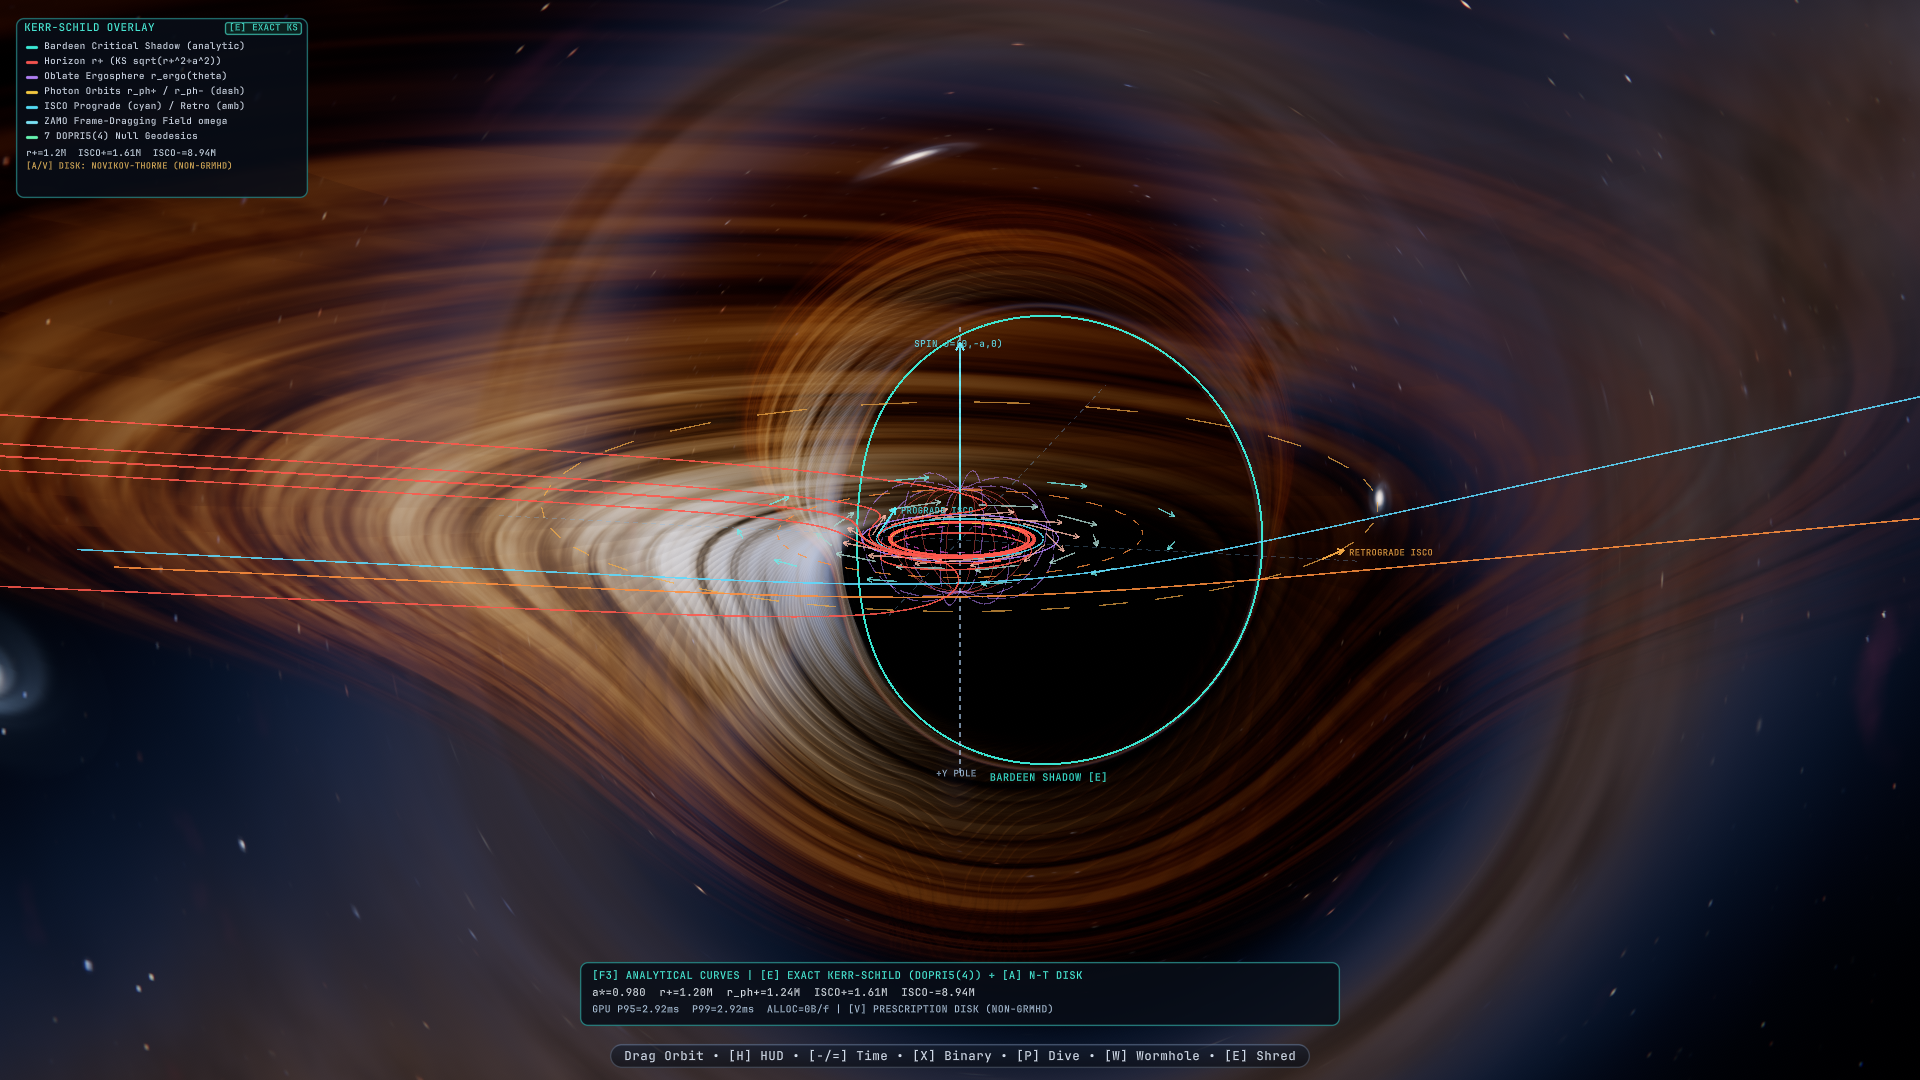 KERR-SCHILD OVERLAY [E] EXACT KS
Bardeen Critical Shadow (analytic)
Horizon r+ (KS sqrt(r+^2+a^2))
Oblate Ergosphere r_ergo(theta)
Photon Orbits r_ph+ / r_ph- (dash)
ISCO Prograde (cyan) / Retro (amb)
ZAMO Frame-Dragging Field omega
7 DOPRI5(4) Null Geodesics
r+=1.2M ISCO+=1.61M ISCO-=8.94M
[A/V] DISK: NOVIKOV-THORNE (NON-GRMHD)
SPIN J=(0,-a,0)
PROGRADE ISCO
RETROGRADE ISCO
+Y POLE
BARDEEN SHADOW [E]
[F3] ANALYTICAL CURVES | [E] EXACT KERR-SCHILD (DOPRI5(4)) + [A] N-T DISK
a*=0.980 r+=1.20M r_ph+=1.24M ISCO+=1.61M ISCO-=8.94M
GPU P95=2.92ms P99=2.92ms ALLOC=0B/f | [V] PRESCRIPTION DISK (NON-GRMHD)
Drag Orbit • [H] HUD • [-/=] Time • [X] Binary • [P] Dive • [W] Wormhole • [E] Shred